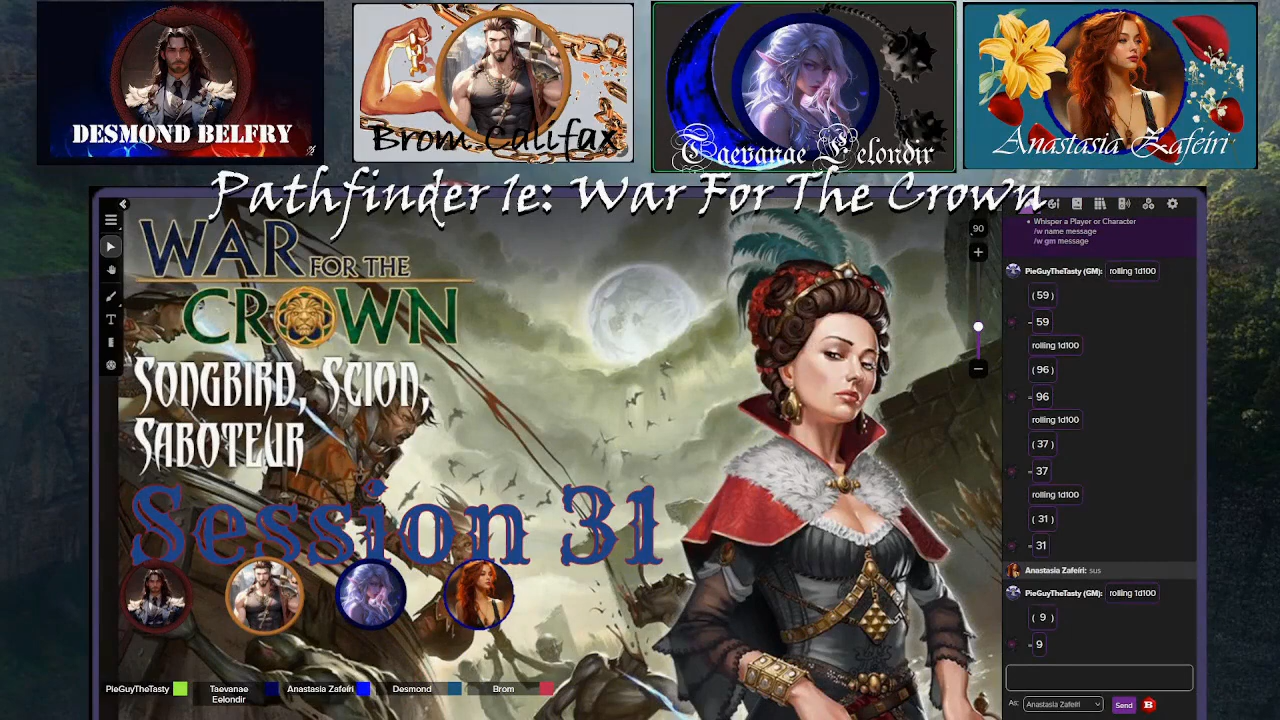 DESMOND BELFRY
Brom Califax
Taevanae Eelondir
Anastasia Zafeiri
Pathfinder 1e: War For The Crown
WAR FOR THE
CROWN
SONGBIRD, SCION,
SABOTEUR
Session 31
PieGuyTheTasty
Taevanae
Eelondir
Anastasia Zafeiri
Desmond
Brom
90
Whisper a Player or Character
/w name message
/w gm message
PieGuyTheTasty (GM): rolling 1d100
( 59 )
= 59
rolling 1d100
( 96 )
= 96
rolling 1d100
( 37 )
= 37
rolling 1d100
( 31 )
= 31
Anastasia Zafeiri: sus
PieGuyTheTasty (GM): rolling 1d100
( 9 )
= 9
As: Anastasia Zafeiri Send B